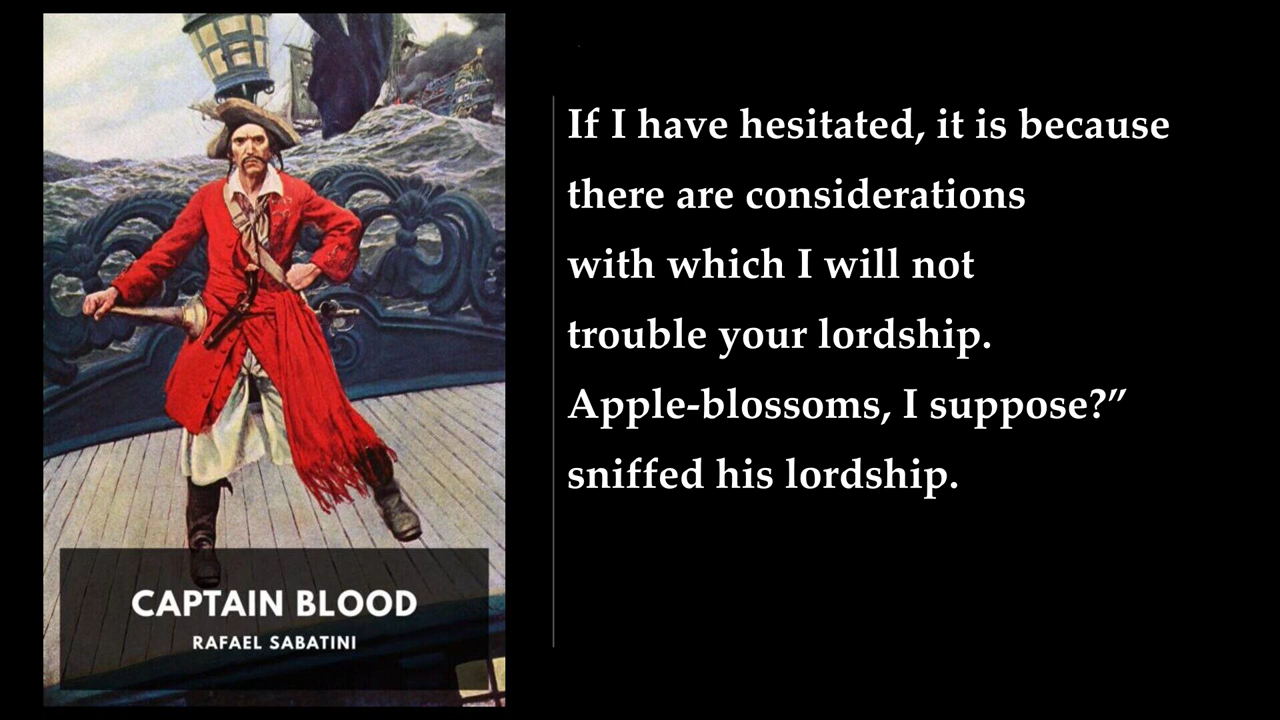 CAPTAIN BLOOD
RAFAEL SABATINI
If I have hesitated, it is because
there are considerations
with which I will not
trouble your lordship.
Apple-blossoms, I suppose?”
sniffed his lordship.